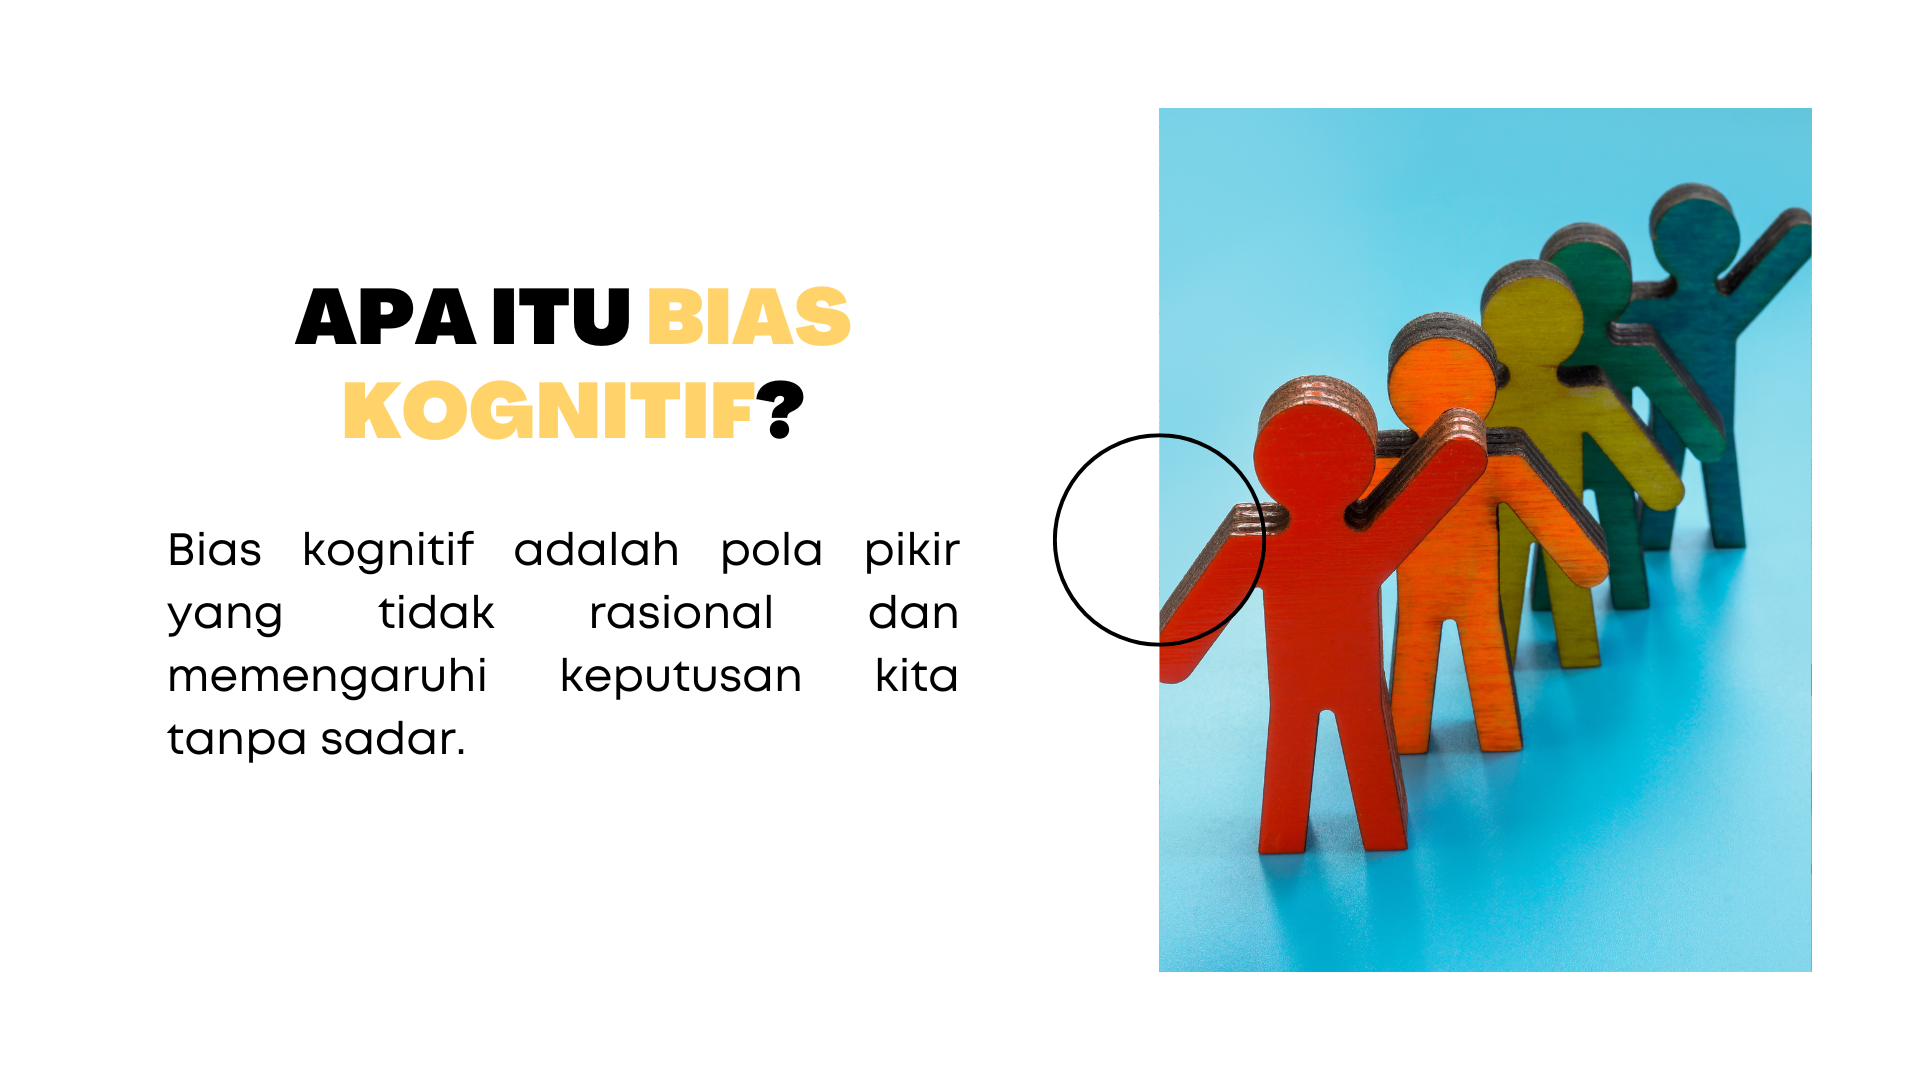 APA ITU BIAS
KOGNITIF?
Bias kognitif adalah pola pikir
yang tidak rasional dan
memengaruhi keputusan kita
tanpa sadar.